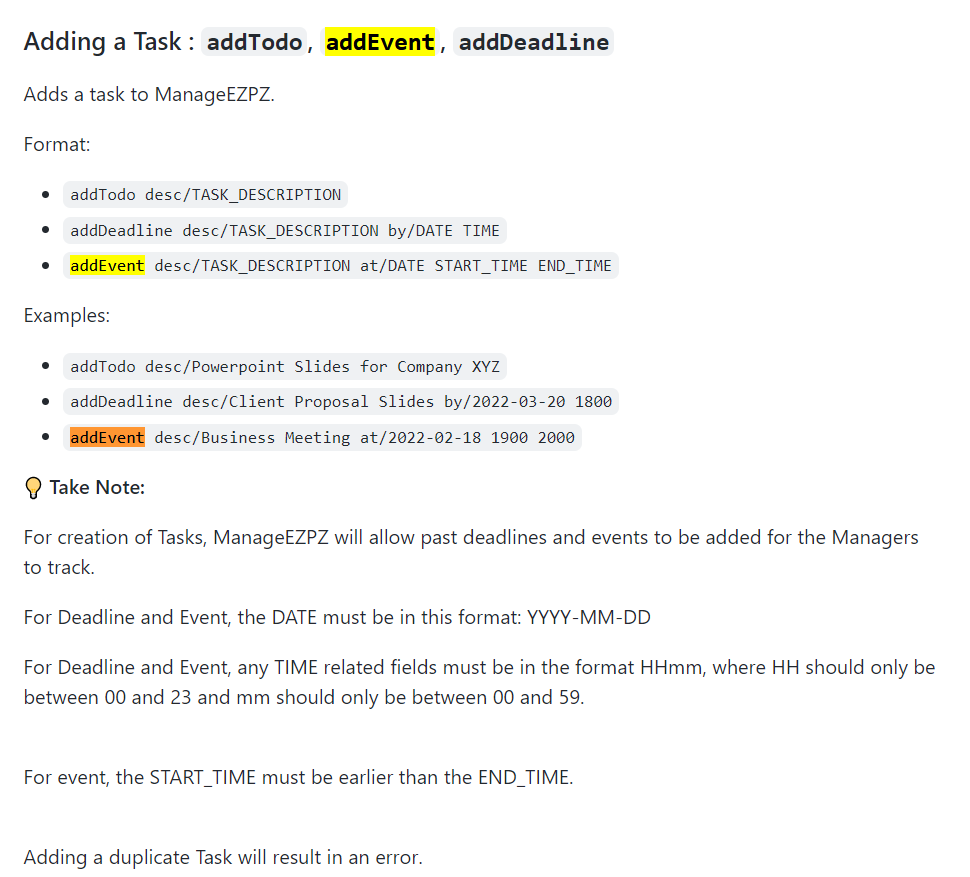 Adding a Task : addTodo, addEvent, addDeadline
Adds a task to ManageEZPZ.
Format:
addTodo desc/TASK_DESCRIPTION
addDeadline desc/TASK_DESCRIPTION by/DATE TIME
addEvent desc/TASK_DESCRIPTION at/DATE START_TIME END_TIME
Examples:
addTodo desc/Powerpoint Slides for Company XYZ
addDeadline desc/Client Proposal Slides by/2022-03-20 1800
addEvent desc/Business Meeting at/2022-02-18 1900 2000
Take Note:
For creation of Tasks, ManageEZPZ will allow past deadlines and events to be added for the Managers
to track.
For Deadline and Event, the DATE must be in this format: YYYY-MM-DD
For Deadline and Event, any TIME related fields must be in the format HHmm, where HH should only be
between 00 and 23 and mm should only be between 00 and 59.
For event, the START_TIME must be earlier than the END_TIME.
Adding a duplicate Task will result in an error.